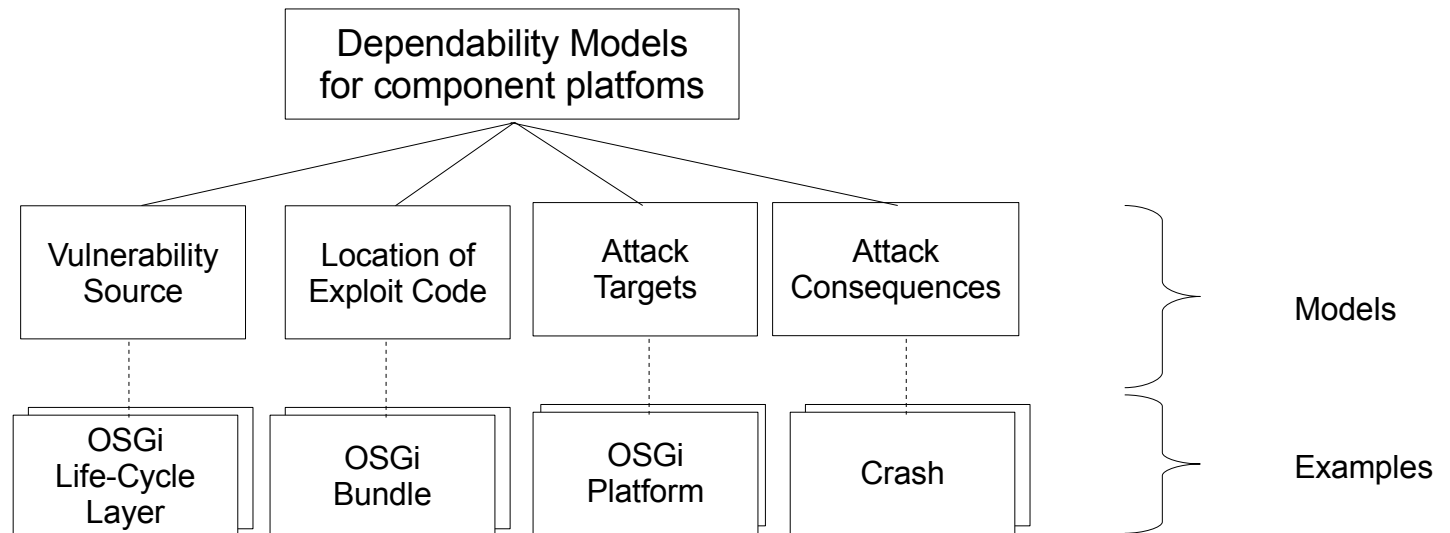 Dependability Models
for component platfoms
Vulnerability
Source
Location of
Exploit Code
Attack
Targets
Attack
Consequences
Models
OSGi
Life-Cycle
Layer
OSGi
Bundle
OSGi
Platform
Crash
Examples